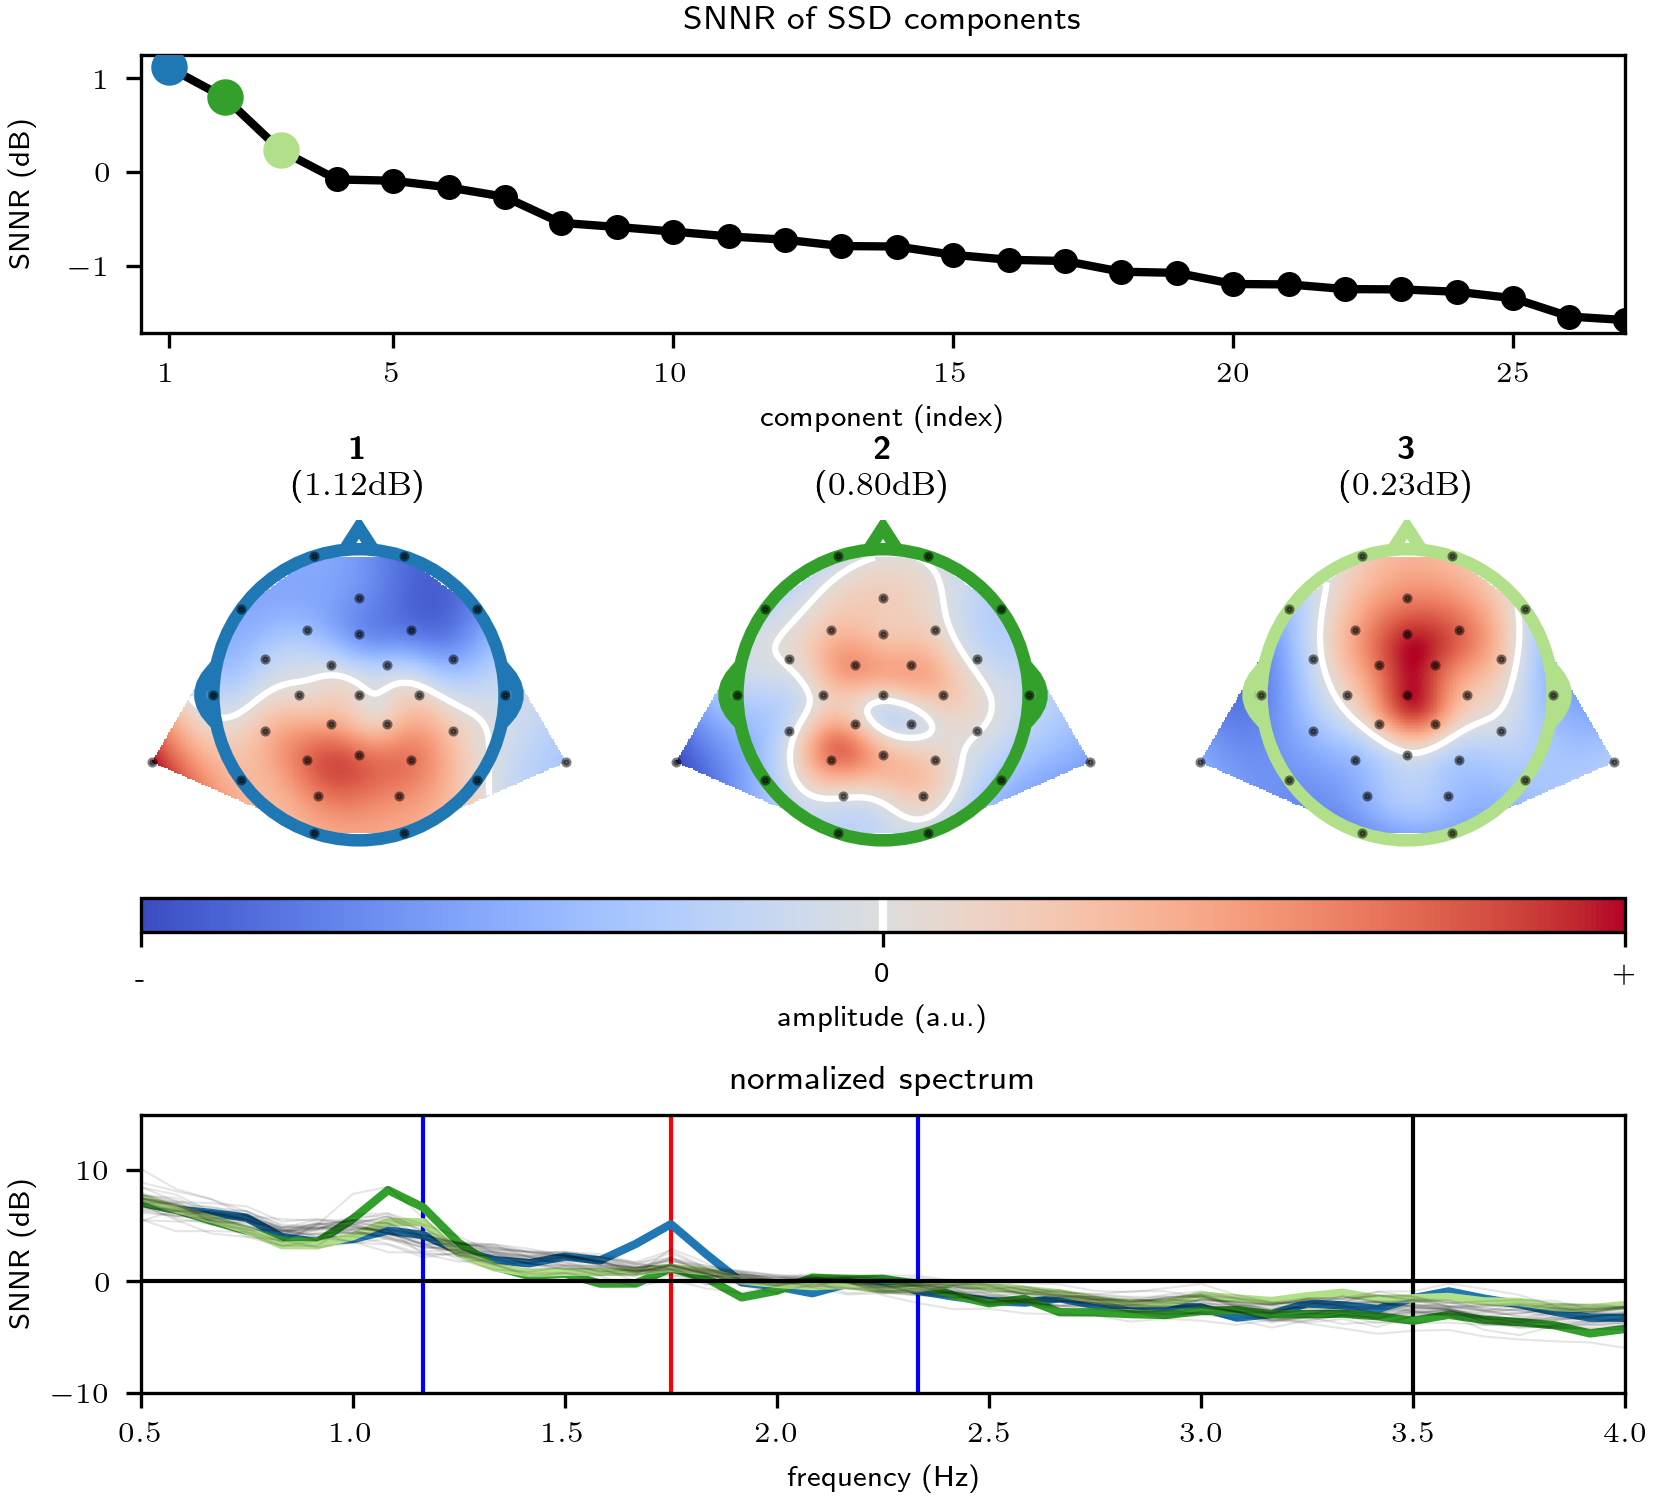 SNNR of SSD components
SNNR (dB)
1
0
−1
1 5 10 15 20 25
component (index)
1 2 3
(1.12dB) (0.80dB) (0.23dB)
- 0 +
amplitude (a.u.)
normalized spectrum
SNNR (dB)
10
0
−10
0.5 1.0 1.5 2.0 2.5 3.0 3.5 4.0
frequency (Hz)